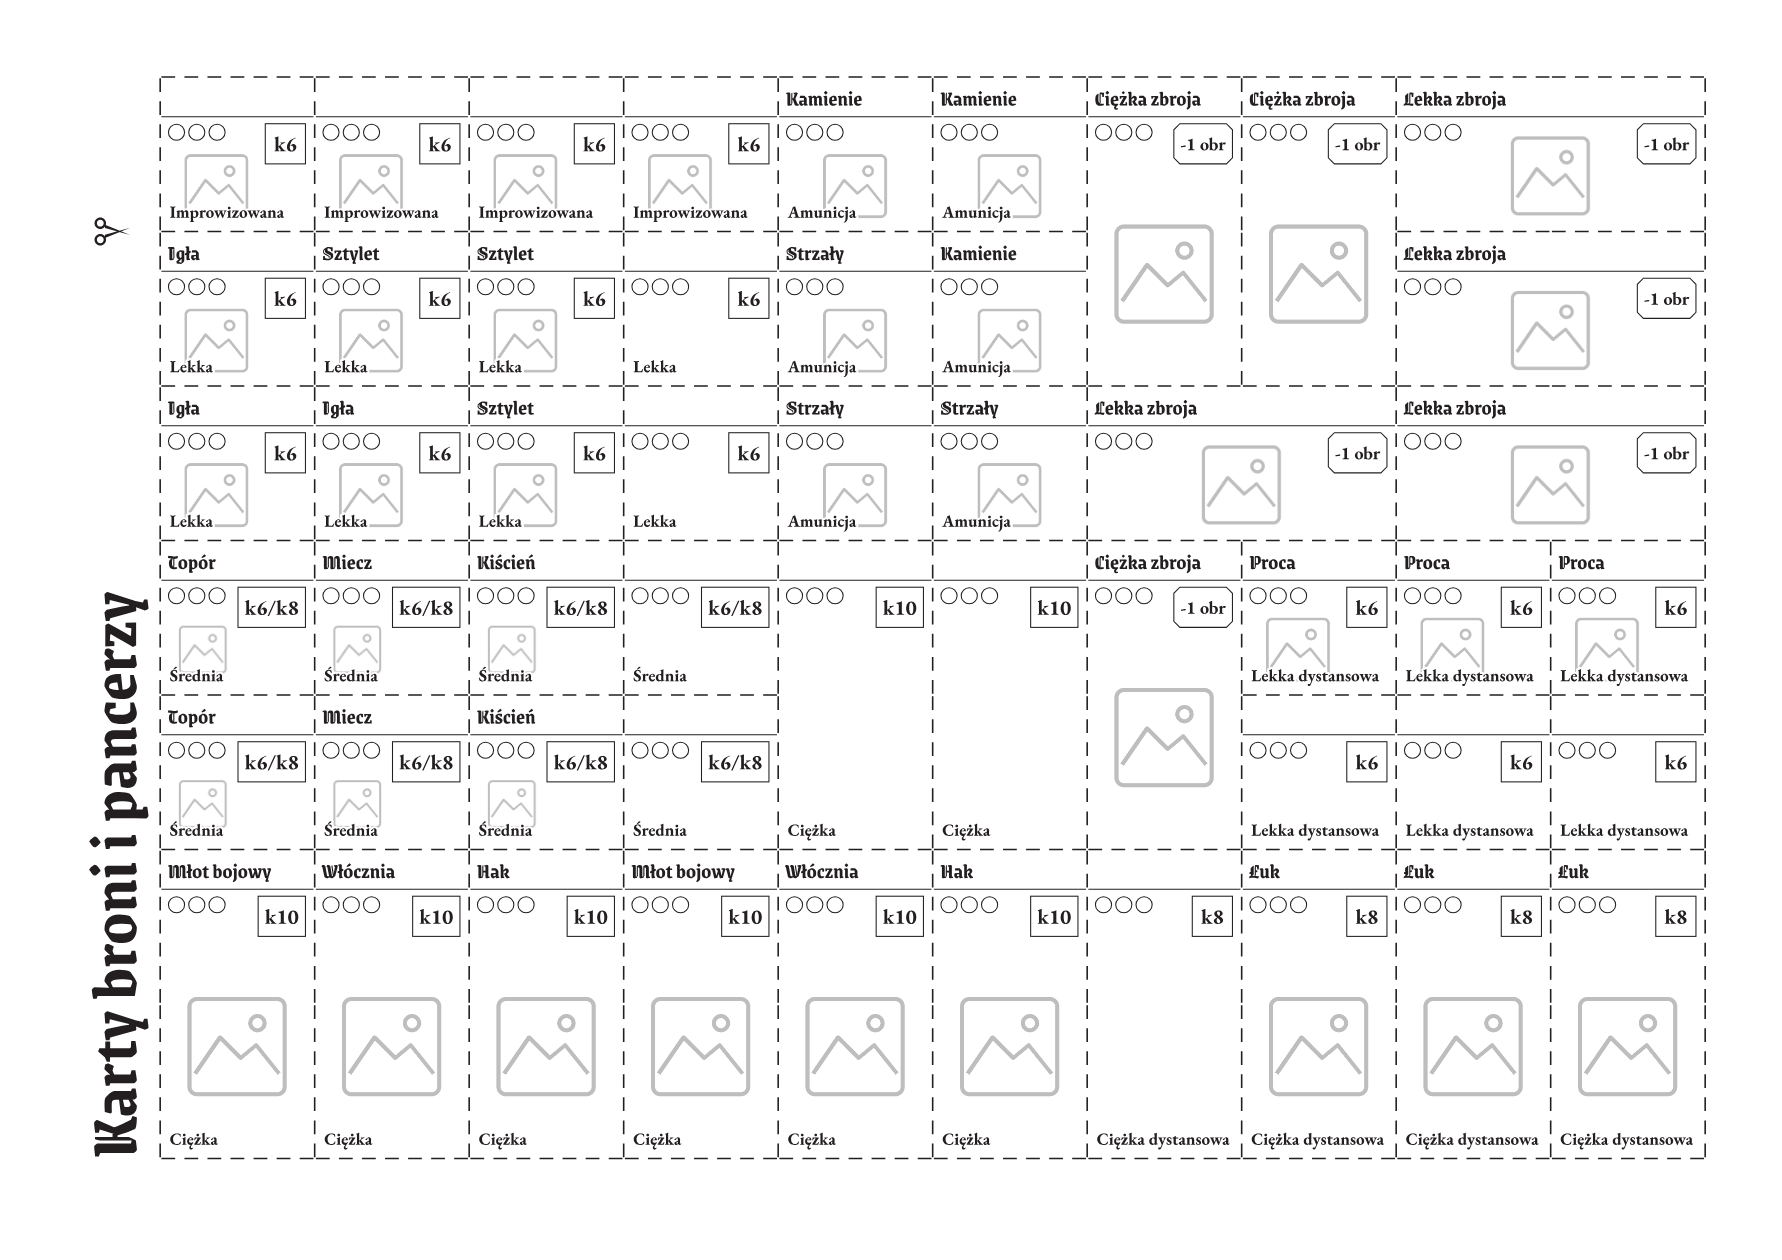 Karty broni i pancerzy
Kamienie Kamienie Ciężka zbroja Ciężka zbroja Lekka zbroja
k6 k6 k6 k6 -1 obr -1 obr -1 obr
Improwizowana Improwizowana Improwizowana Improwizowana Amunicja Amunicja
Igła Sztylet Sztylet Strzały Kamienie Lekka zbroja
k6 k6 k6 k6 -1 obr
Lekka Lekka Lekka Lekka Amunicja Amunicja
Igła Igła Sztylet Strzały Strzały Lekka zbroja Lekka zbroja
k6 k6 k6 k6 -1 obr -1 obr
Lekka Lekka Lekka Lekka Amunicja Amunicja
Topór Miecz Kiścień Ciężka zbroja Proca Proca Proca
k6/k8 k6/k8 k6/k8 k6/k8 k10 k10 -1 obr k6 k6 k6
Średnia Średnia Średnia Średnia Lekka dystansowa Lekka dystansowa Lekka dystansowa
Topór Miecz Kiścień
k6/k8 k6/k8 k6/k8 k6/k8 k6 k6 k6
Średnia Średnia Średnia Średnia Ciężka Ciężka Lekka dystansowa Lekka dystansowa Lekka dystansowa
Młot bojowy Włócznia Hak Młot bojowy Włócznia Hak Łuk Łuk Łuk
k10 k10 k10 k10 k10 k10 k8 k8 k8 k8
Ciężka Ciężka Ciężka Ciężka Ciężka Ciężka Ciężka dystansowa Ciężka dystansowa Ciężka dystansowa Ciężka dystansowa